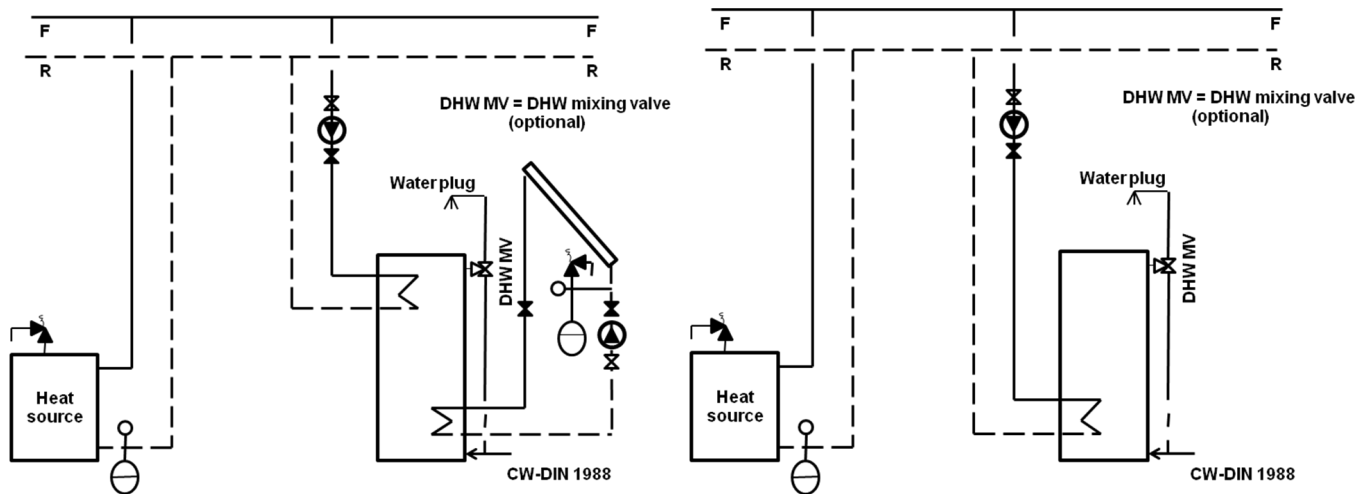 F F
R R
DHW MV = DHW mixing valve
(optional)
Water plug
DHW MV
Heat
source
CW-DIN 1988
F F
R R
DHW MV = DHW mixing valve
(optional)
Water plug
DHW MV
Heat
source
CW-DIN 1988